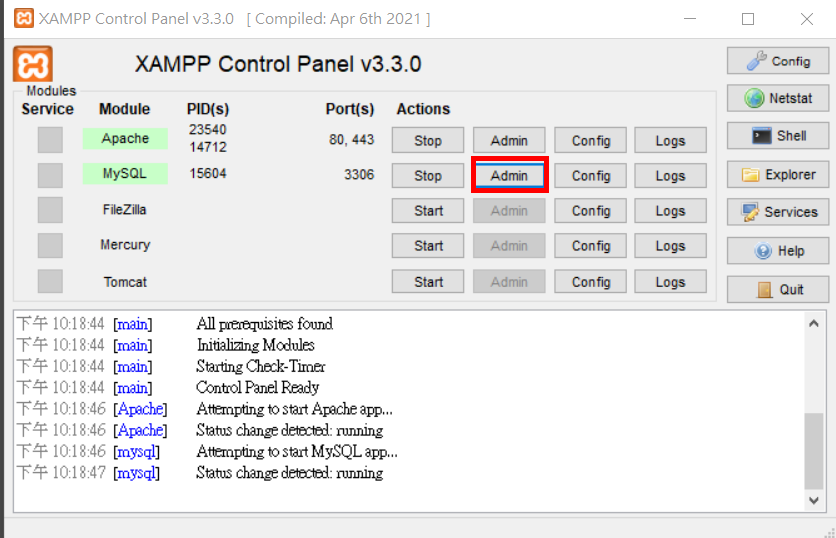 XAMPP Control Panel v3.3.0 [ Compiled: Apr 6th 2021 ]
XAMPP Control Panel v3.3.0
Modules
Service Module PID(s) Port(s) Actions
Apache 23540 14712 80, 443 Stop Admin Config Logs
MySQL 15604 3306 Stop Admin Config Logs
FileZilla Start Admin Config Logs
Mercury Start Admin Config Logs
Tomcat Start Admin Config Logs
Config
Netstat
Shell
Explorer
Services
Help
Quit
下午 10:18:44 [main] All prerequisites found
下午 10:18:44 [main] Initializing Modules
下午 10:18:44 [main] Starting Check-Timer
下午 10:18:44 [main] Control Panel Ready
下午 10:18:46 [Apache] Attempting to start Apache app...
下午 10:18:46 [Apache] Status change detected: running
下午 10:18:46 [mysql] Attempting to start MySQL app...
下午 10:18:47 [mysql] Status change detected: running